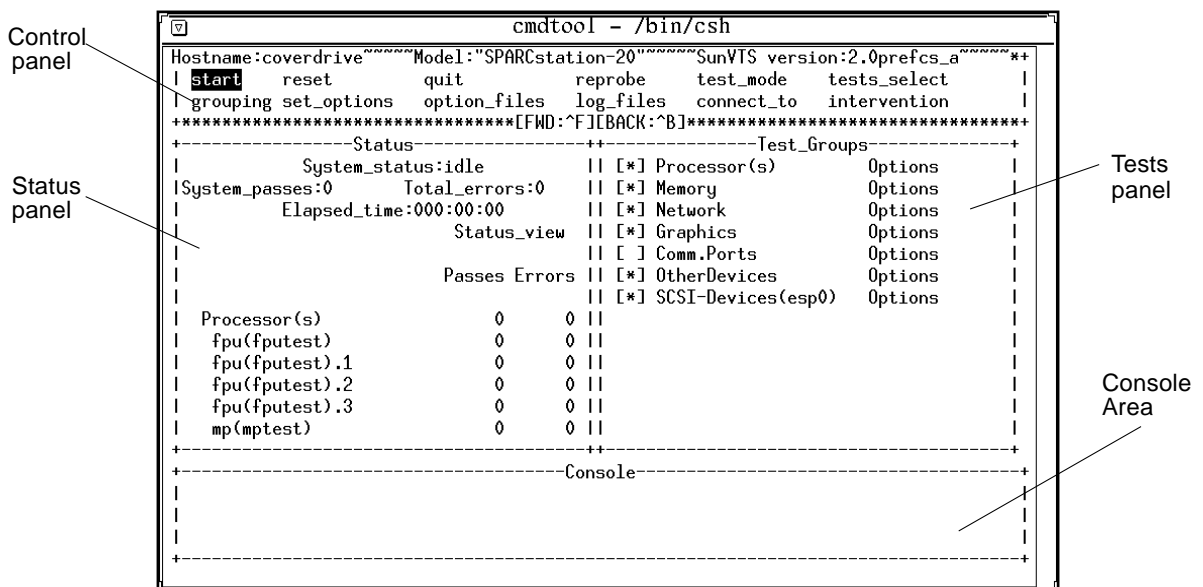 cmdtool - /bin/csh
Control
panel
Hostname:coverdrive~~~~~Model:"SPARCstation-20"~~~~~SunVTS version:2.0prefcs_a~~~~~*+
| start reset quit reprobe test_mode tests_select
| grouping set_options option_files log_files connect_to intervention |
+*********************************[FWD:^F][BACK:^B]*********************************+
+-----------------Status-----------------++---------------Test_Groups--------------+
| System_status:idle || [*] Processor(s) Options |
|System_passes:0 Total_errors:0 || [*] Memory Options |
| Elapsed_time:000:00:00 || [*] Network Options |
| Status_view || [*] Graphics Options |
| || [ ] Comm.Ports Options |
| Passes Errors || [*] OtherDevices Options |
| || [*] SCSI-Devices(esp0) Options |
| Processor(s) 0 0 || |
| fpu(fputest) 0 0 || |
| fpu(fputest).1 0 0 || |
| fpu(fputest).2 0 0 || |
| fpu(fputest).3 0 0 || |
| mp(mptest) 0 0 || |
+----------------------------------------++----------------------------------------+
+--------------------------------------Console--------------------------------------+
Status
panel
Tests
panel
Console
Area